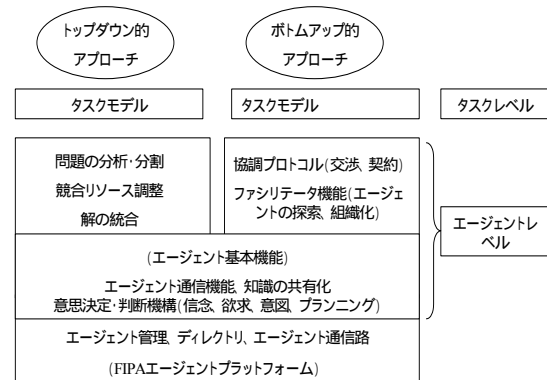 トップダウン的
アプローチ
ボトムアップ的
アプローチ
タスクモデル
タスクモデル
タスクレベル
問題の分析・分割
競合リソース調整
解の統合
協調プロトコル(交渉、契約)
ファシリテータ機能(エージェ
ントの探索、組織化)
エージェントレ
ベル
(エージェント基本機能)
エージェント通信機能、知識の共有化
意思決定・判断機構(信念、欲求、意図、プランニング)
エージェント管理、ディレクトリ、エージェント通信路
(FIPAエージェントプラットフォーム)